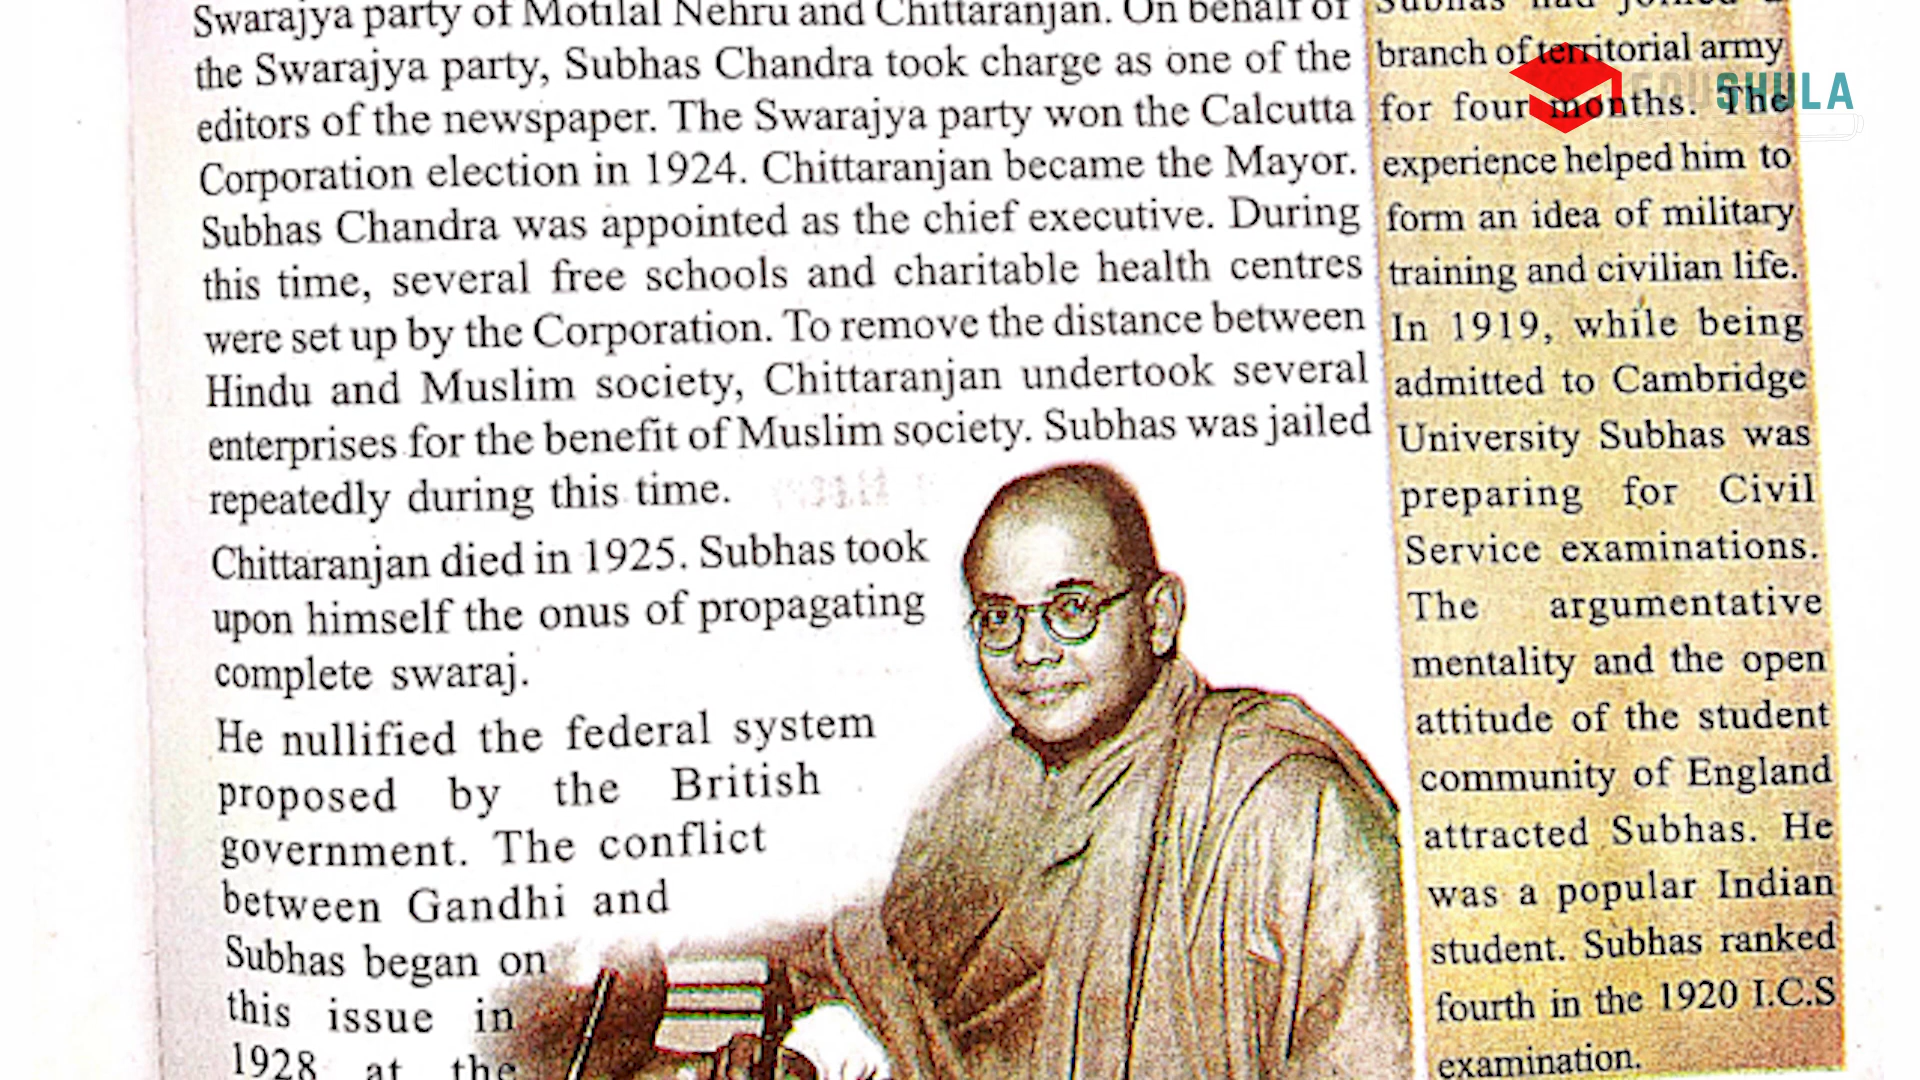 Swarajya party of Motilal Nehru and Chittaranjan. On behalf of
the Swarajya party, Subhas Chandra took charge as one of the
editors of the newspaper. The Swarajya party won the Calcutta
Corporation election in 1924. Chittaranjan became the Mayor.
Subhas Chandra was appointed as the chief executive. During
this time, several free schools and charitable health centres
were set up by the Corporation. To remove the distance between
Hindu and Muslim society, Chittaranjan undertook several
enterprises for the benefit of Muslim society. Subhas was jailed
repeatedly during this time.
Chittaranjan died in 1925. Subhas took
upon himself the onus of propagating
complete swaraj.
He nullified the federal system
proposed by the British
government. The conflict
between Gandhi and
Subhas began on
this issue in
1928 at the
Subhas had joined a
branch of territorial army
for four months. The
experience helped him to
form an idea of military
training and civilian life.
In 1919, while being
admitted to Cambridge
University Subhas was
preparing for Civil
Service examinations.
The argumentative
mentality and the open
attitude of the student
community of England
attracted Subhas. He
was a popular Indian
student. Subhas ranked
fourth in the 1920 I.C.S
examination.
EDUSHULA